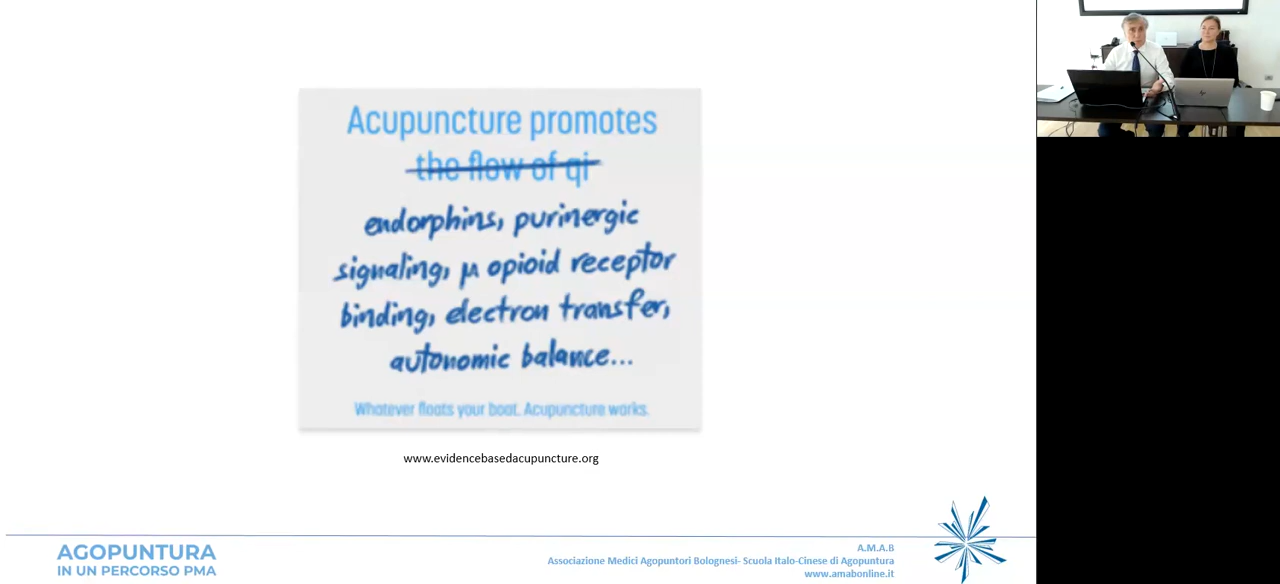 Acupuncture promotes
the flow of qi
endorphins, purinergic
signaling, μ opioid receptor
binding, electron transfer,
autonomic balance...
Whatever floats your boat. Acupuncture works.
www.evidencebasedacupuncture.org
AGOPUNTURA
IN UN PERCORSO PMA
A.M.A.B
Associazione Medici Agopuntori Bolognesi- Scuola Italo-Cinese di Agopuntura
www.amabonline.it